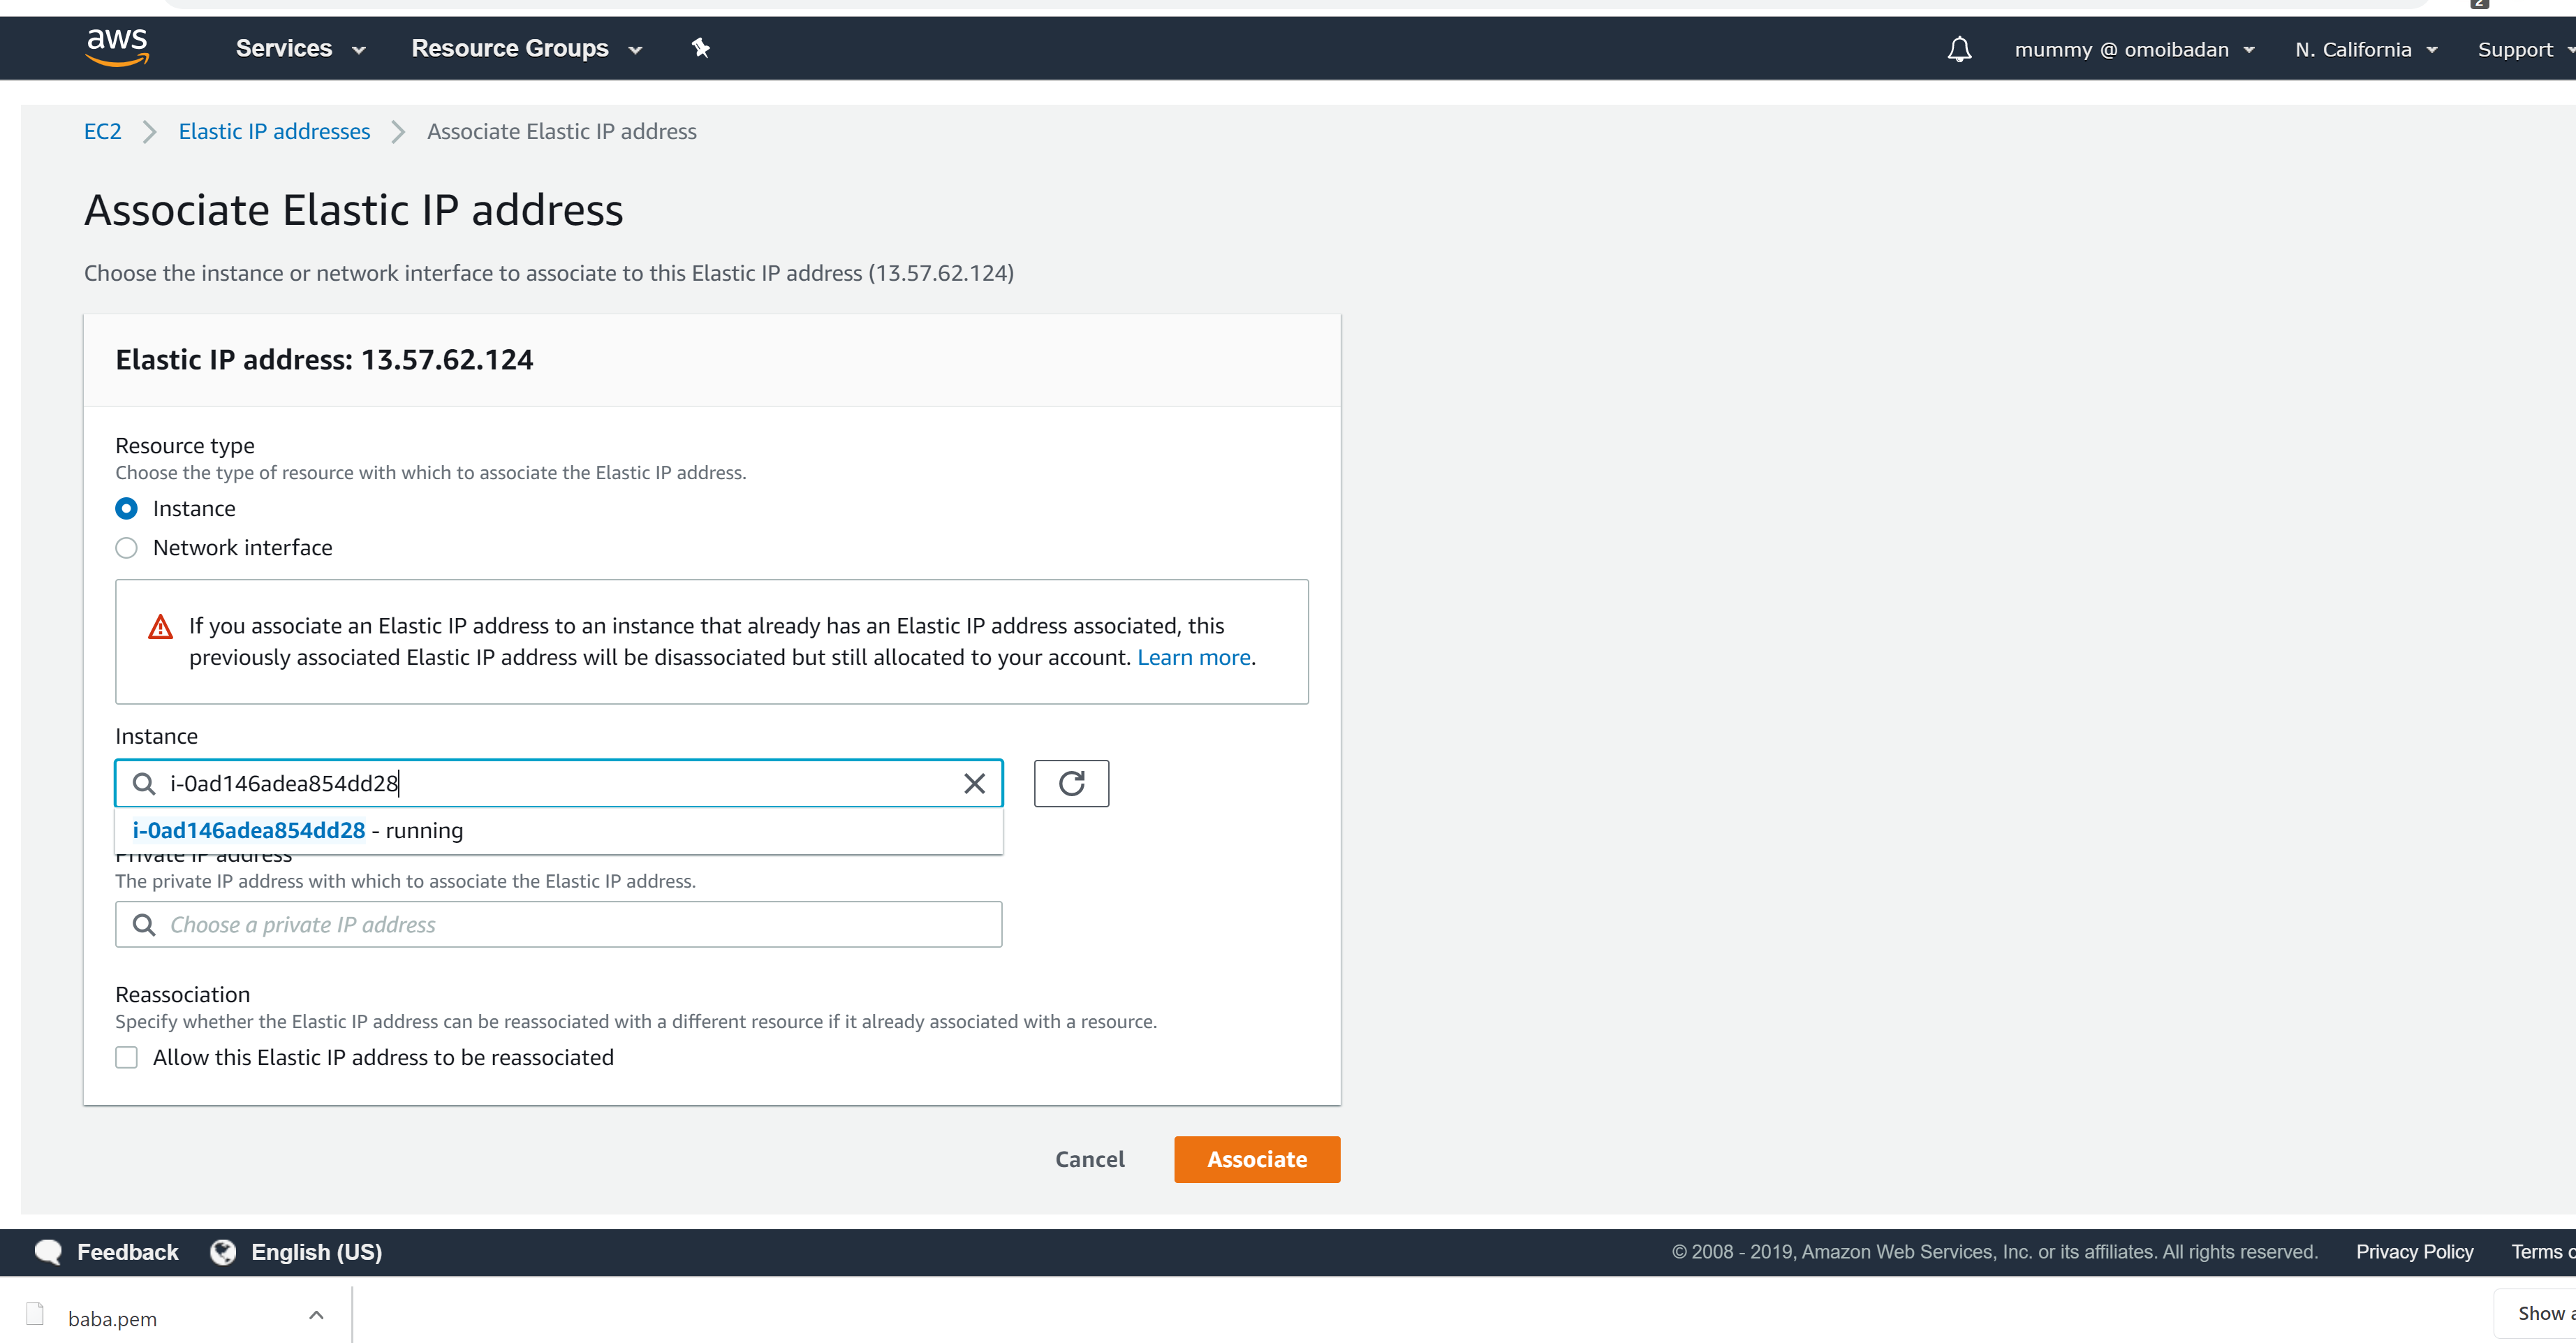 2
aws Services Resource Groups mummy @ omoibadan N. California Support
EC2 Elastic IP addresses Associate Elastic IP address
Associate Elastic IP address
Choose the instance or network interface to associate to this Elastic IP address (13.57.62.124)
Elastic IP address: 13.57.62.124
Resource type
Choose the type of resource with which to associate the Elastic IP address.
Instance
Network interface
If you associate an Elastic IP address to an instance that already has an Elastic IP address associated, this
previously associated Elastic IP address will be disassociated but still allocated to your account. Learn more.
Instance
i-0ad146adea854dd28
i-0ad146adea854dd28 - running
Private IP address
The private IP address with which to associate the Elastic IP address.
Choose a private IP address
Reassociation
Specify whether the Elastic IP address can be reassociated with a different resource if it already associated with a resource.
Allow this Elastic IP address to be reassociated
Cancel Associate
Feedback English (US) © 2008 - 2019, Amazon Web Services, Inc. or its affiliates. All rights reserved. Privacy Policy Terms
baba.pem Show